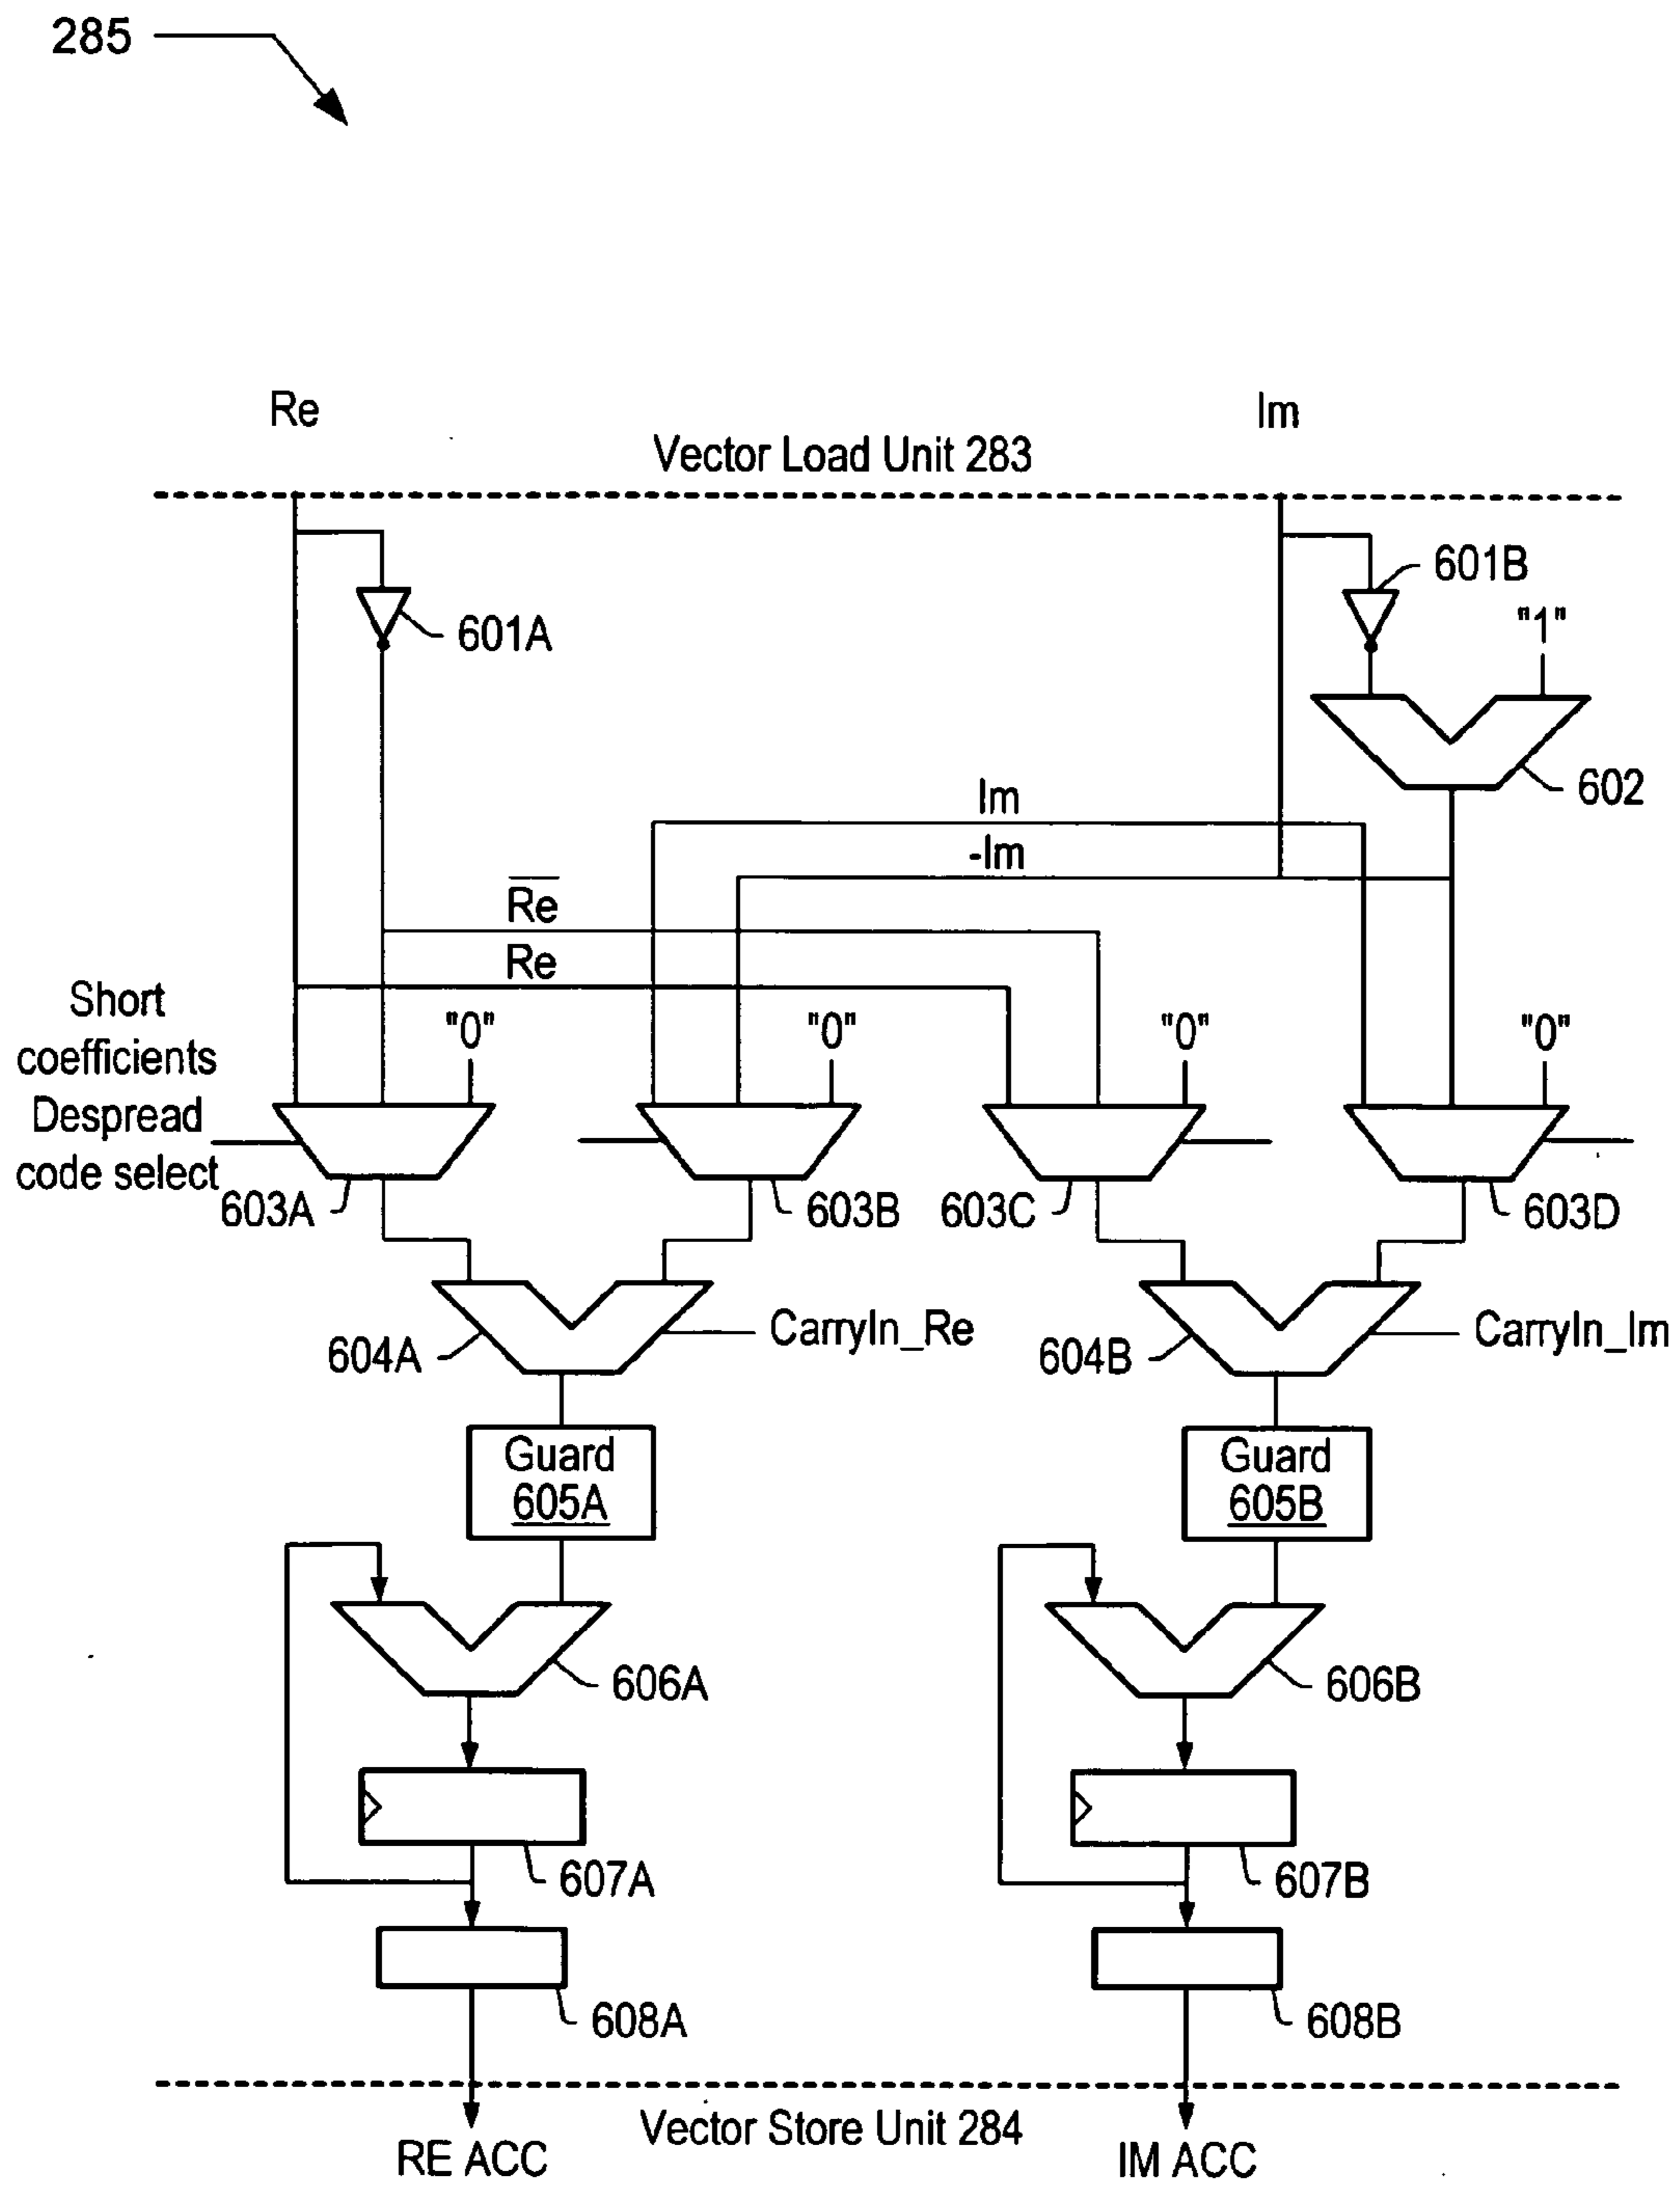 285
Re
Im
Vector Load Unit 283
601B
"1"
601A
602
Im
-Im
R̅e̅
Re
Short
coefficients
Despread
code select
"0"
"0"
"0"
"0"
603A
603B
603C
603D
CarryIn_Re
CarryIn_Im
604A
604B
Guard
605A
Guard
605B
606A
606B
607A
607B
608A
608B
Vector Store Unit 284
RE ACC
IM ACC